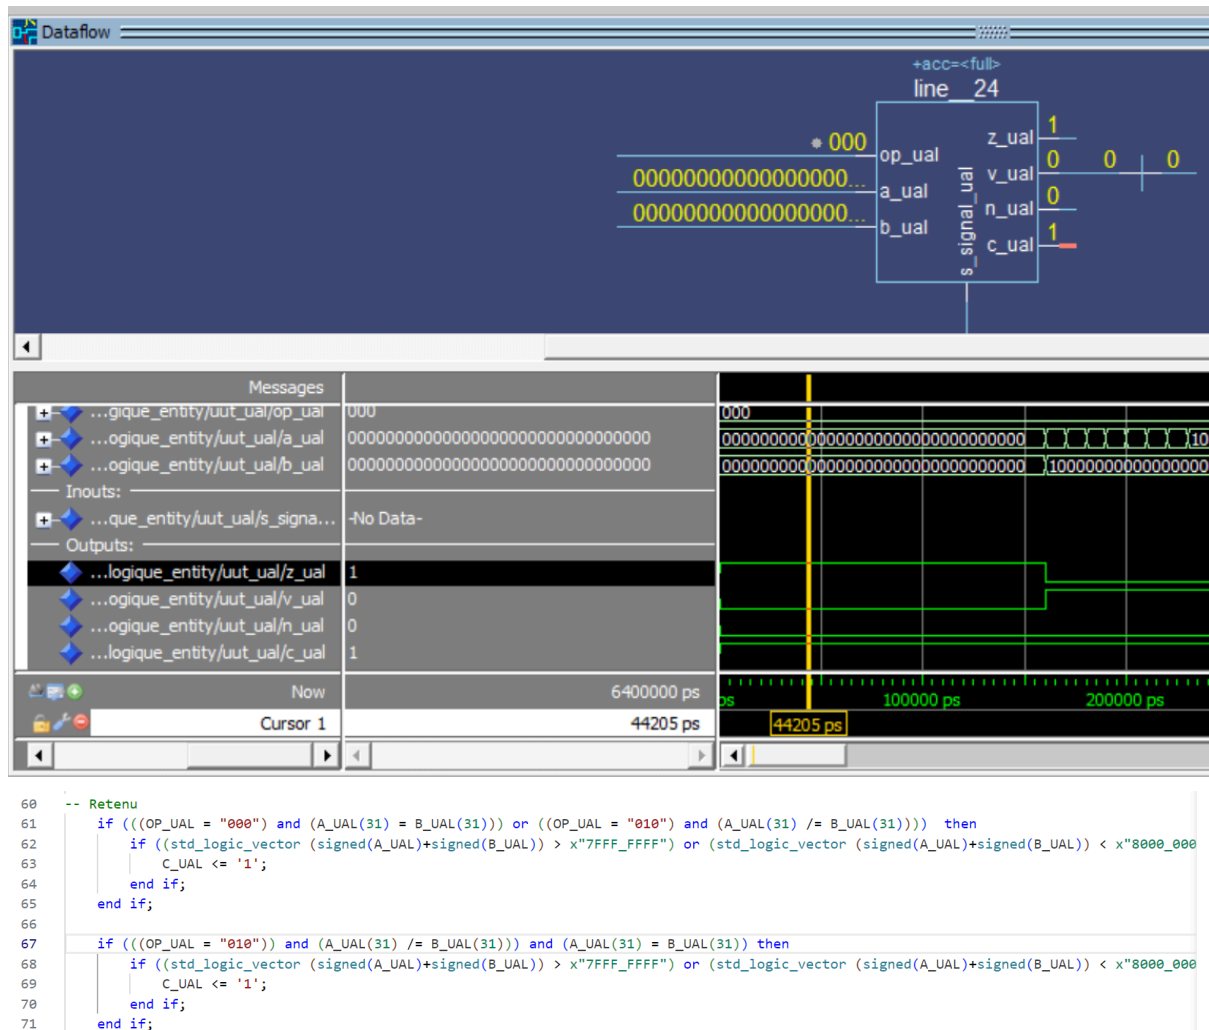 Dataflow
+acc=<full>
line__24
000
op_ual
00000000000000000...
a_ual
00000000000000000...
b_ual
s_signal_ual
z_ual
1
v_ual
0 0 0
n_ual
0
c_ual
1
Messages
...gique_entity/uut_ual/op_ual 000 000
...ogique_entity/uut_ual/a_ual 00000000000000000000000000000000 00000000000000000000000000000000 10
...ogique_entity/uut_ual/b_ual 00000000000000000000000000000000 00000000000000000000000000000000 10000000000000000
Inouts:
...que_entity/uut_ual/s_signa... -No Data-
Outputs:
...logique_entity/uut_ual/z_ual 1
...ogique_entity/uut_ual/v_ual 0
...ogique_entity/uut_ual/n_ual 0
...logique_entity/uut_ual/c_ual 1
Now 6400000 ps ps 100000 ps 200000 ps
Cursor 1 44205 ps 44205 ps
60 -- Retenu
61 if (((OP_UAL = "000") and (A_UAL(31) = B_UAL(31))) or ((OP_UAL = "010") and (A_UAL(31) /= B_UAL(31)))) then
62 if ((std_logic_vector (signed(A_UAL)+signed(B_UAL)) > x"7FFF_FFFF") or (std_logic_vector (signed(A_UAL)+signed(B_UAL)) < x"8000_000
63 C_UAL <= '1';
64 end if;
65 end if;
66
67 if (((OP_UAL = "010")) and (A_UAL(31) /= B_UAL(31))) and (A_UAL(31) = B_UAL(31)) then
68 if ((std_logic_vector (signed(A_UAL)+signed(B_UAL)) > x"7FFF_FFFF") or (std_logic_vector (signed(A_UAL)+signed(B_UAL)) < x"8000_000
69 C_UAL <= '1';
70 end if;
71 end if;